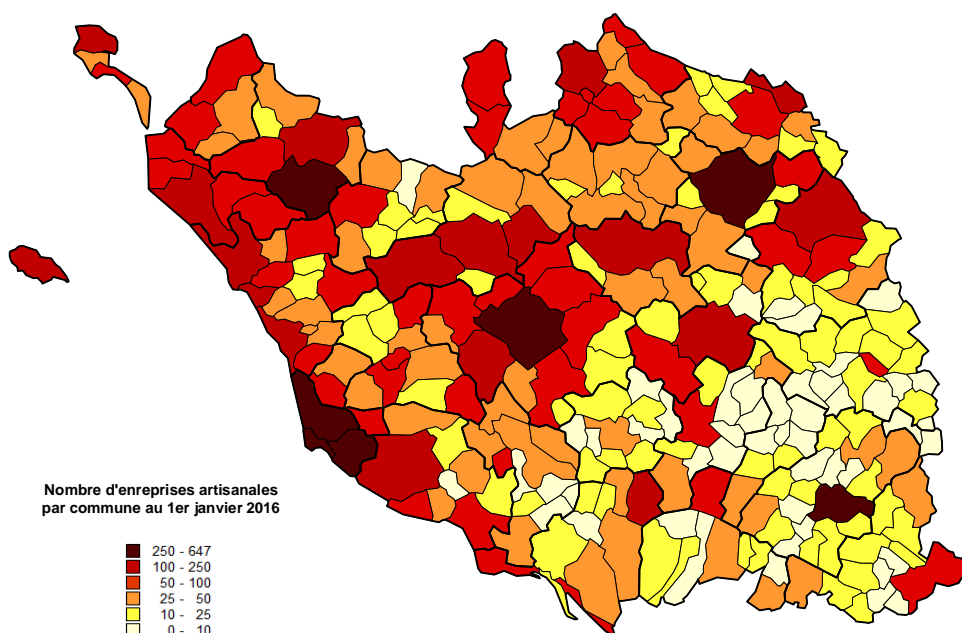 Nombre d'enreprises artisanales
par commune au 1er janvier 2016
250 - 647
100 - 250
50 - 100
25 - 50
10 - 25
0 - 10